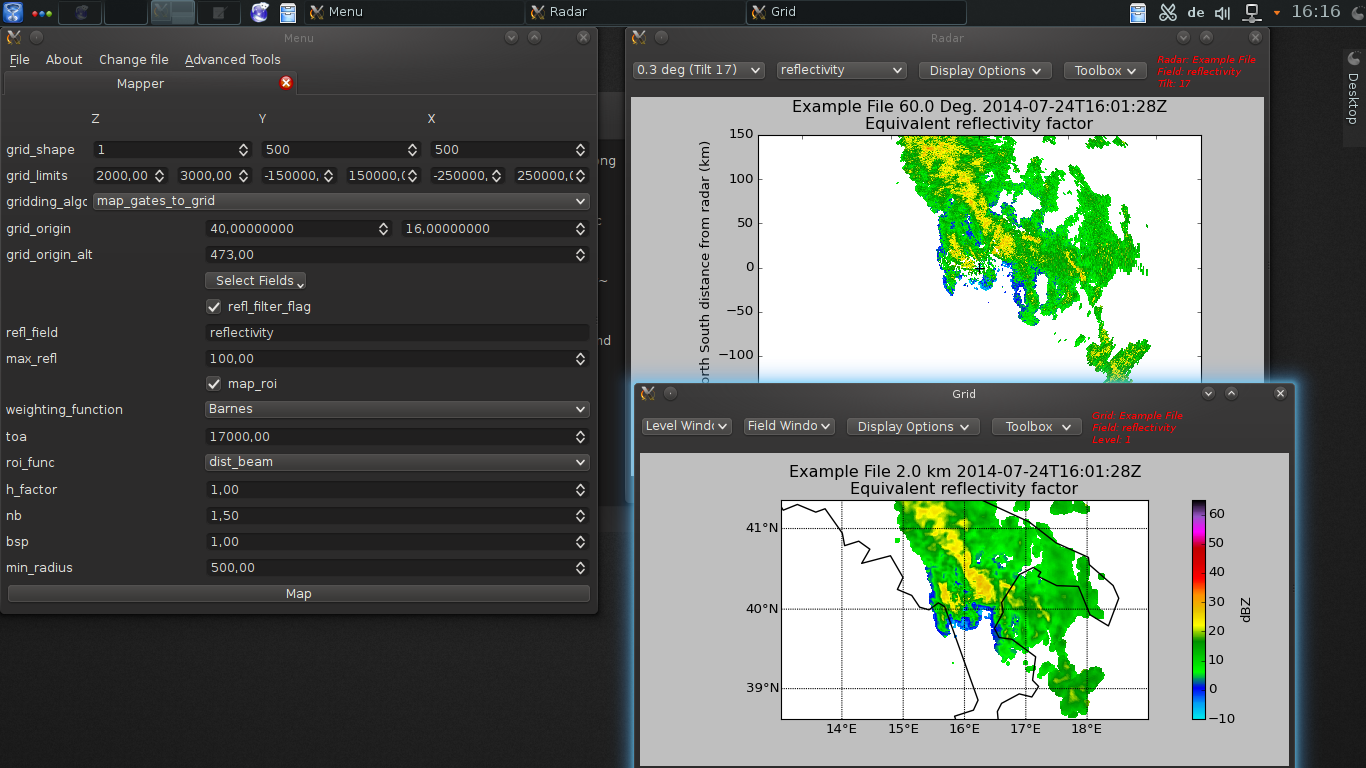 Menu
Radar
Grid
de
16:16
Desktop
Menu
File About Change file Advanced Tools
Mapper
Z Y X
grid_shape 1 500 500
grid_limits 2000,00 3000,00 -150000, 150000,( -250000, 250000,(
gridding_algo map_gates_to_grid
grid_origin 40,00000000 16,00000000
grid_origin_alt 473,00
Select Fields
refl_filter_flag
refl_field reflectivity
max_refl 100,00
map_roi
weighting_function Barnes
toa 17000,00
roi_func dist_beam
h_factor 1,00
nb 1,50
bsp 1,00
min_radius 500,00
Map
ong
nd
Radar
0.3 deg (Tilt 17) reflectivity Display Options Toolbox
Radar: Example File
Field: reflectivity
Tilt: 17
Example File 60.0 Deg. 2014-07-24T16:01:28Z
Equivalent reflectivity factor
orth South distance from radar (km)
150
100
50
0
−50
−100
Grid
Level Windo Field Windo Display Options Toolbox
Grid: Example File
Field: reflectivity
Level: 1
Example File 2.0 km 2014-07-24T16:01:28Z
Equivalent reflectivity factor
41°N
40°N
39°N
14°E 15°E 16°E 17°E 18°E
60
50
40
30
20
10
0
−10
dBZ